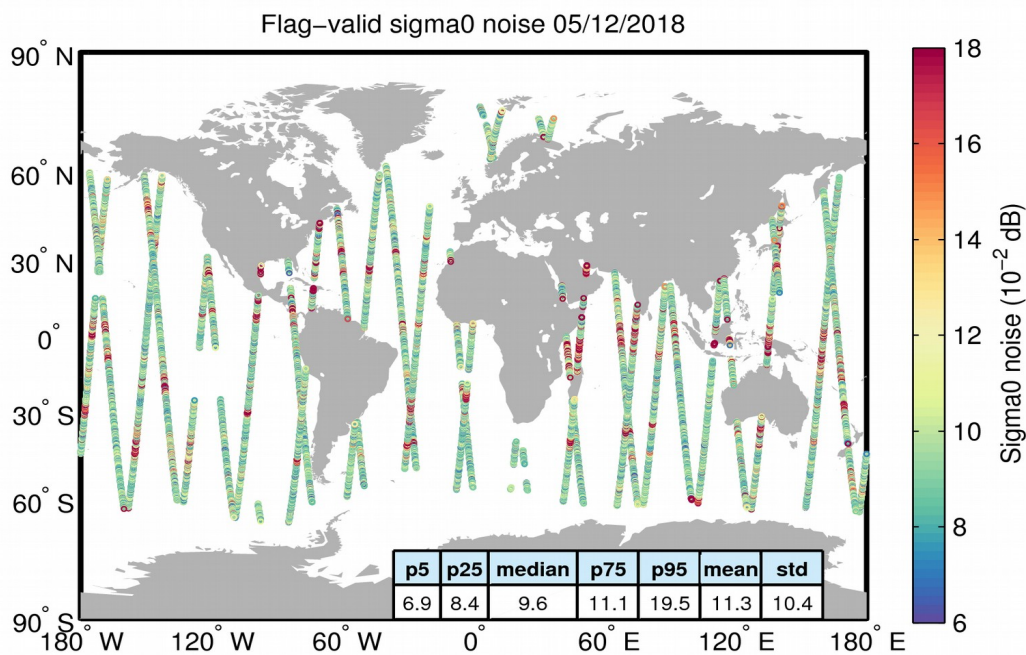 Flag−valid sigma0 noise 05/12/2018
90° N
60° N
30° N
0°
30° S
60° S
90° S
180° W
120° W
60° W
0°
60° E
120° E
180° E
p5 p25 median p75 p95 mean std
6.9 8.4 9.6 11.1 19.5 11.3 10.4
18
16
14
12
10
8
6
Sigma0 noise (10⁻² dB)